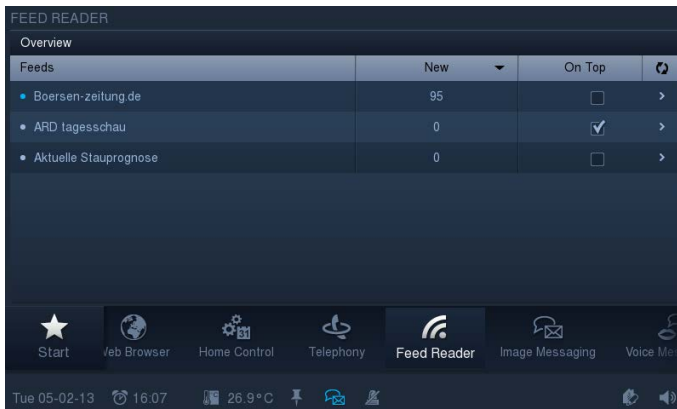 FEED READER
Overview
Feeds New On Top
Boersen-zeitung.de 95
ARD tagesschau 0
Aktuelle Stauprognose 0
31
Start Web Browser Home Control Telephony Feed Reader Image Messaging Voice Me
Tue 05-02-13 16:07 26.9°C